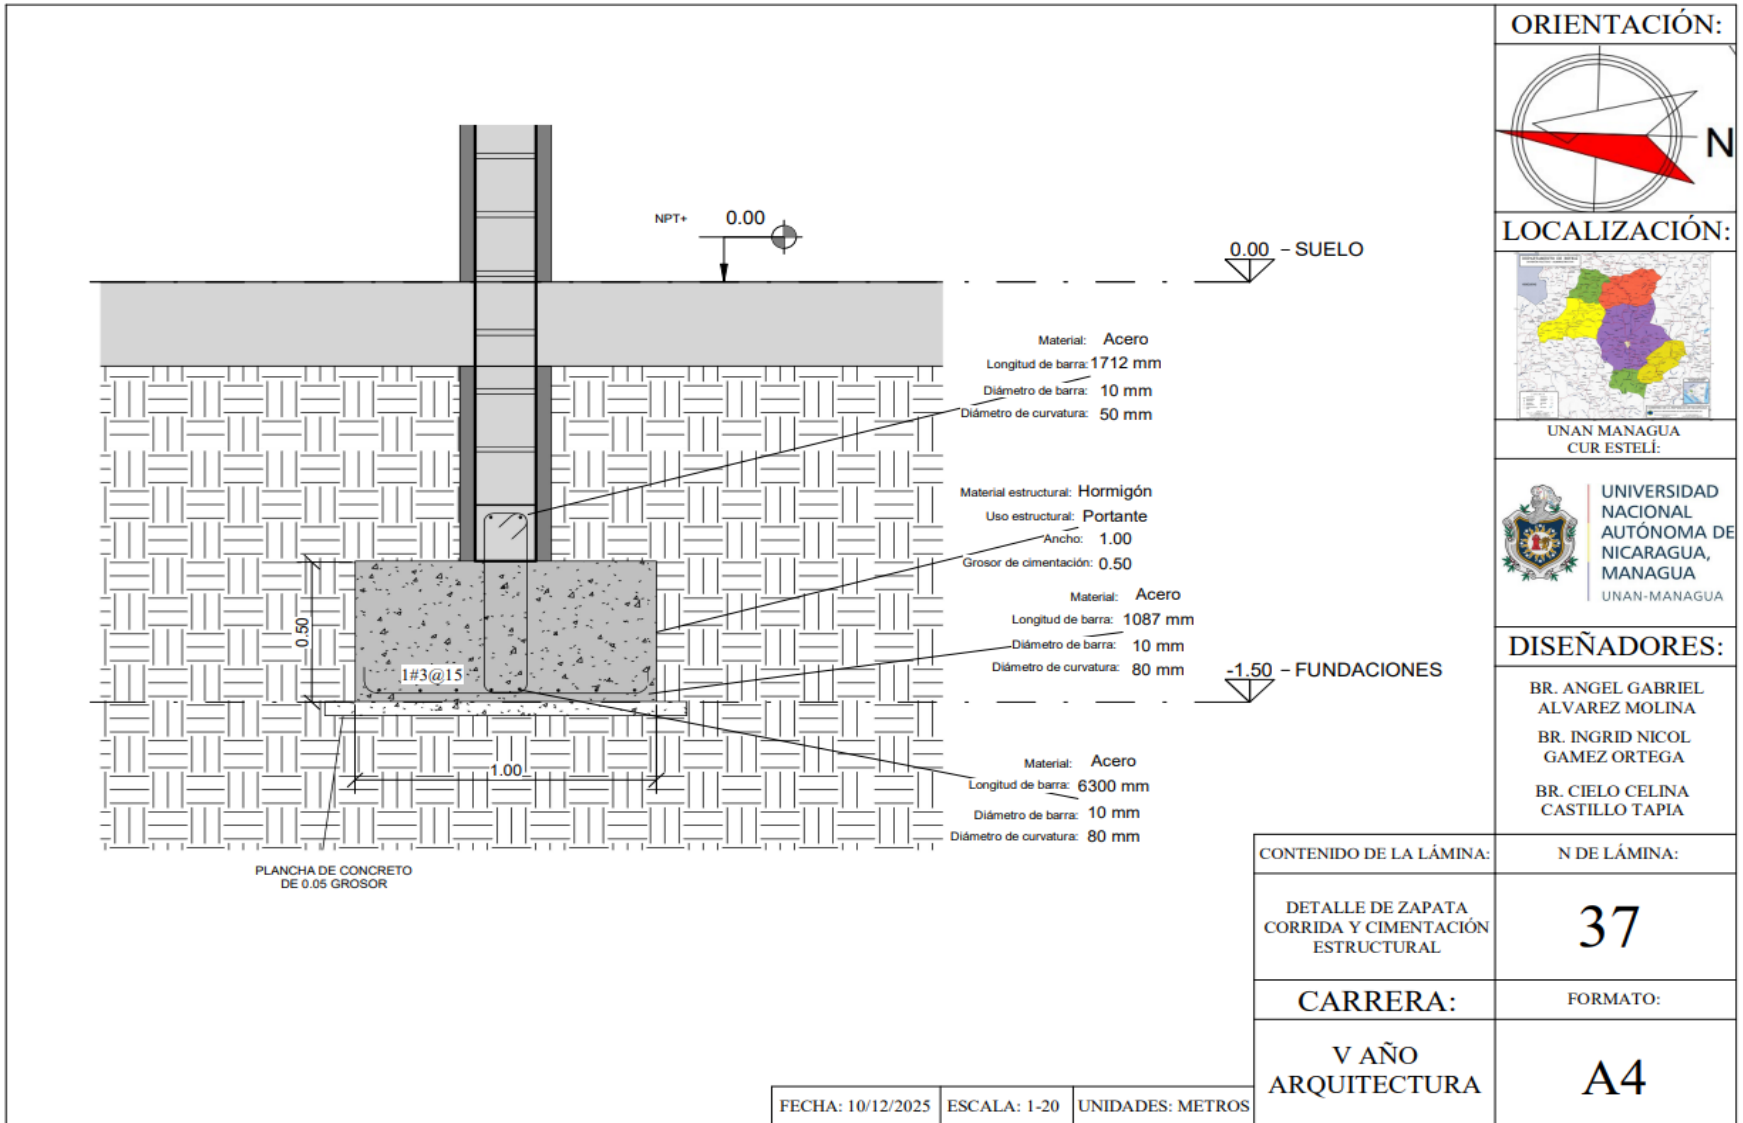 NPT+
0.00
0.00 – SUELO
Material: Acero
Longitud de barra: 1712 mm
Diámetro de barra: 10 mm
Diámetro de curvatura: 50 mm
Material estructural: Hormigón
Uso estructural: Portante
Ancho: 1.00
Grosor de cimentación: 0.50
Material: Acero
Longitud de barra: 1087 mm
Diámetro de barra: 10 mm
Diámetro de curvatura: 80 mm
-1.50 – FUNDACIONES
0.50
1#3@15
1.00
Material: Acero
Longitud de barra: 6300 mm
Diámetro de barra: 10 mm
Diámetro de curvatura: 80 mm
PLANCHA DE CONCRETO
DE 0.05 GROSOR
ORIENTACIÓN:
N
LOCALIZACIÓN:
UNAN MANAGUA
CUR ESTELÍ:
UNIVERSIDAD
NACIONAL
AUTÓNOMA DE
NICARAGUA,
MANAGUA
UNAN-MANAGUA
DISEÑADORES:
BR. ANGEL GABRIEL
ALVAREZ MOLINA
BR. INGRID NICOL
GAMEZ ORTEGA
BR. CIELO CELINA
CASTILLO TAPIA
CONTENIDO DE LA LÁMINA:
N DE LÁMINA:
DETALLE DE ZAPATA
CORRIDA Y CIMENTACIÓN
ESTRUCTURAL
37
CARRERA:
FORMATO:
V AÑO
ARQUITECTURA
A4
FECHA: 10/12/2025
ESCALA: 1-20
UNIDADES: METROS